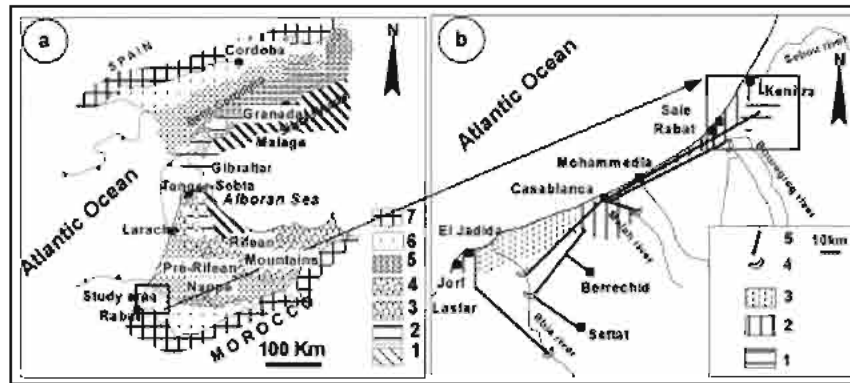 a
N
SPAIN
Cordoba
Granada
Malaga
Gibraltar
Tanger
Sebta
Alboran Sea
Atlantic Ocean
Larache
Rifean
Mountains
Pre-Rifean
Nappe
Study area
Rabat
MOROCCO
100 Km
7
6
5
4
3
2
1
b
N
Atlantic Ocean
Sebou river
Kenitra
Sale
Rabat
Bouregreg river
Mohammedia
Casablanca
El Jadida
Jorf
Lasfar
Berrechid
Settat
5
4
10km
3
2
1